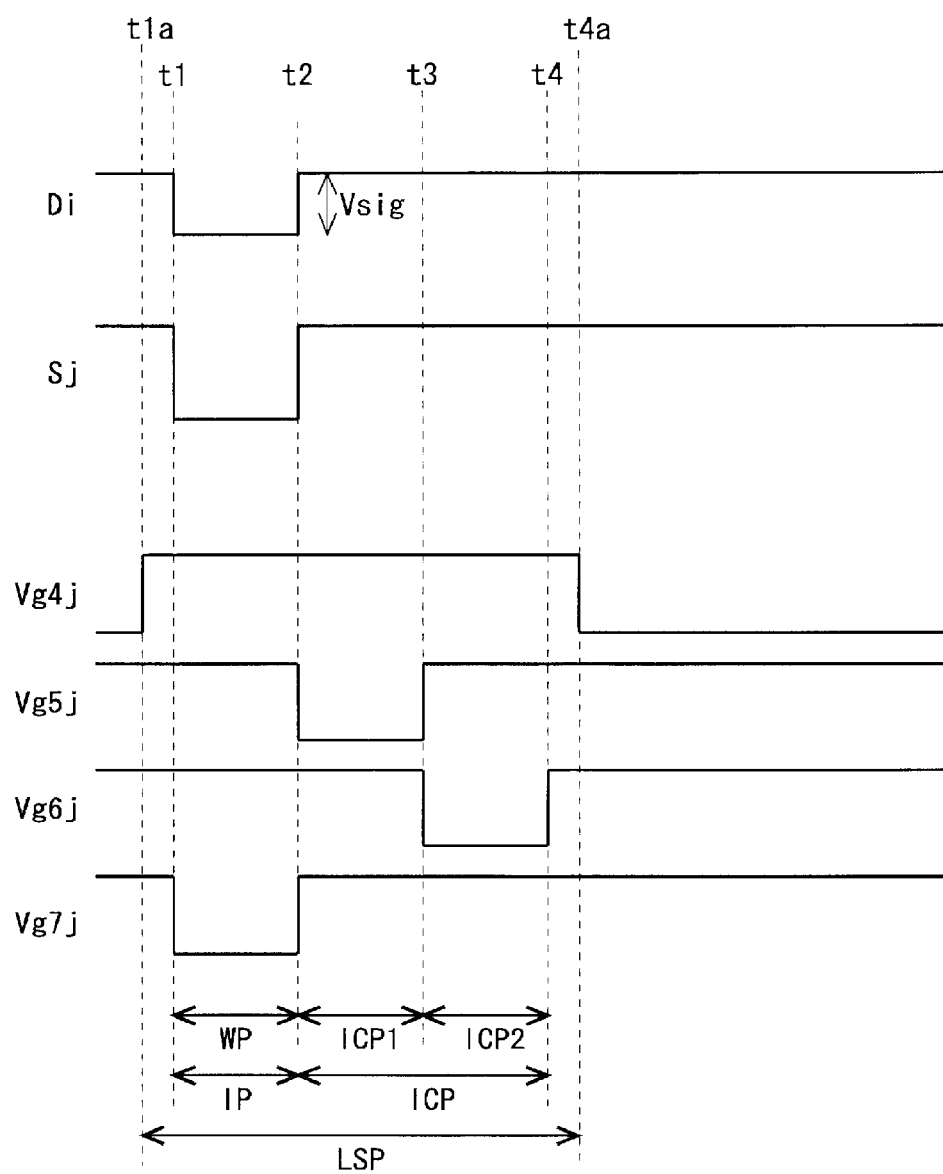 t1a t4a
t1 t2 t3 t4
Di
Vsig
Sj
Vg4j
Vg5j
Vg6j
Vg7j
WP ICP1 ICP2
IP ICP
LSP